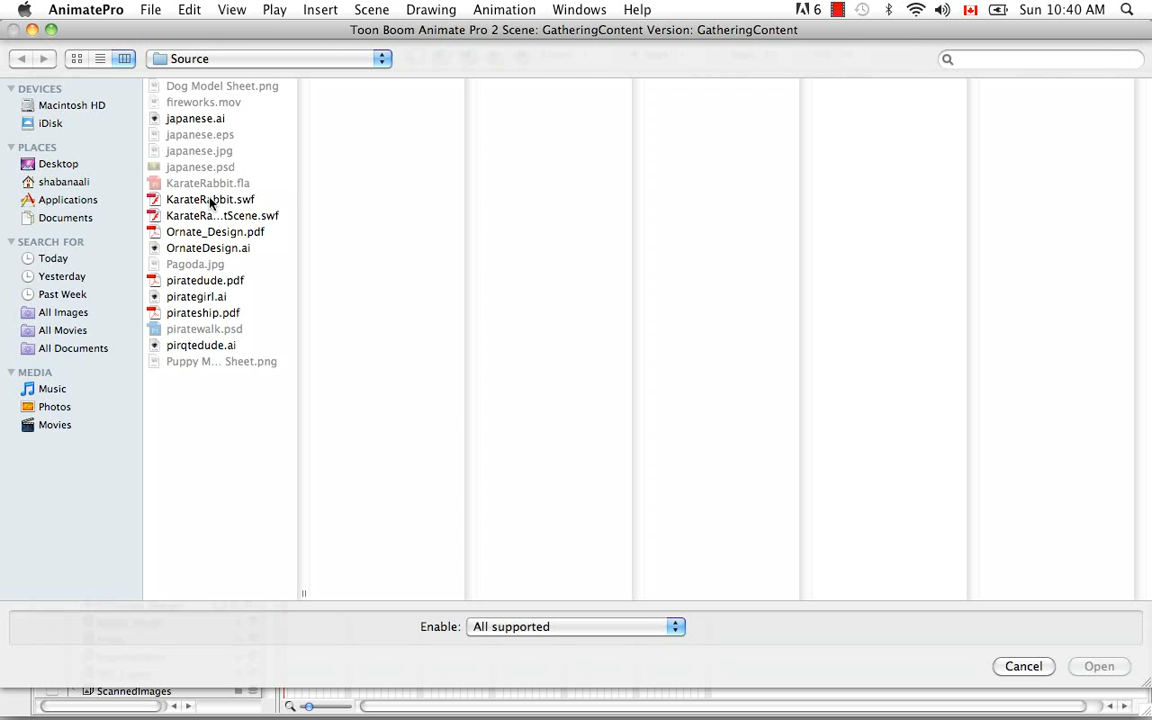 AnimatePro File Edit View Play Insert Scene Drawing Animation Windows Help 6 Sun 10:40 AM
Toon Boom Animate Pro 2 Scene: GatheringContent Version: GatheringContent
Source
DEVICES
Macintosh HD
iDisk
PLACES
Desktop
shabanaali
Applications
Documents
SEARCH FOR
Today
Yesterday
Past Week
All Images
All Movies
All Documents
MEDIA
Music
Photos
Movies
Dog Model Sheet.png
fireworks.mov
japanese.ai
japanese.eps
japanese.jpg
japanese.psd
KarateRabbit.fla
KarateRabbit.swf
KarateRa...tScene.swf
Ornate_Design.pdf
OrnateDesign.ai
Pagoda.jpg
piratedude.pdf
pirategirl.ai
pirateship.pdf
piratewalk.psd
pirqtedude.ai
Puppy M... Sheet.png
Enable: All supported
Cancel Open
ScannedImages